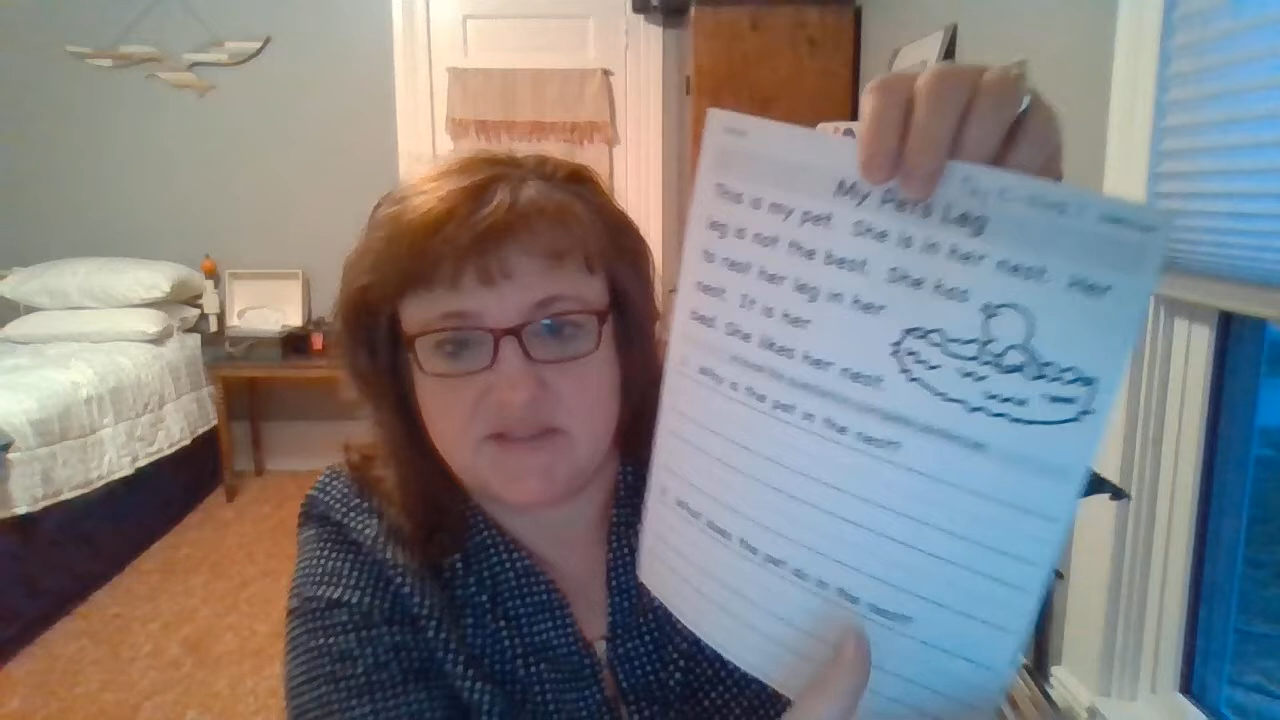 My Pet's Leg
This is my pet. She is in her nest. Her
leg is not the best. She has
to rest her leg in her
nest. It is her
bed. She likes her nest.
Why is the pet in the nest?
What does the pet do in the nest?